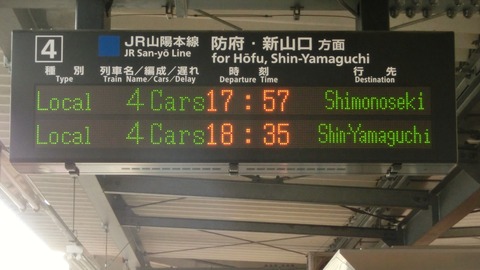 4 JR山陽本線 防府・新山口 方面
JR San-yō Line for Hōfu, Shin-Yamaguchi
種別 列車名/編成/遅れ 時刻 行先
Type Train Name/Cars/Delay Departure Time Destination
Local 4 Cars 17:57 Shimonoseki
Local 4 Cars 18:35 Shin-Yamaguchi